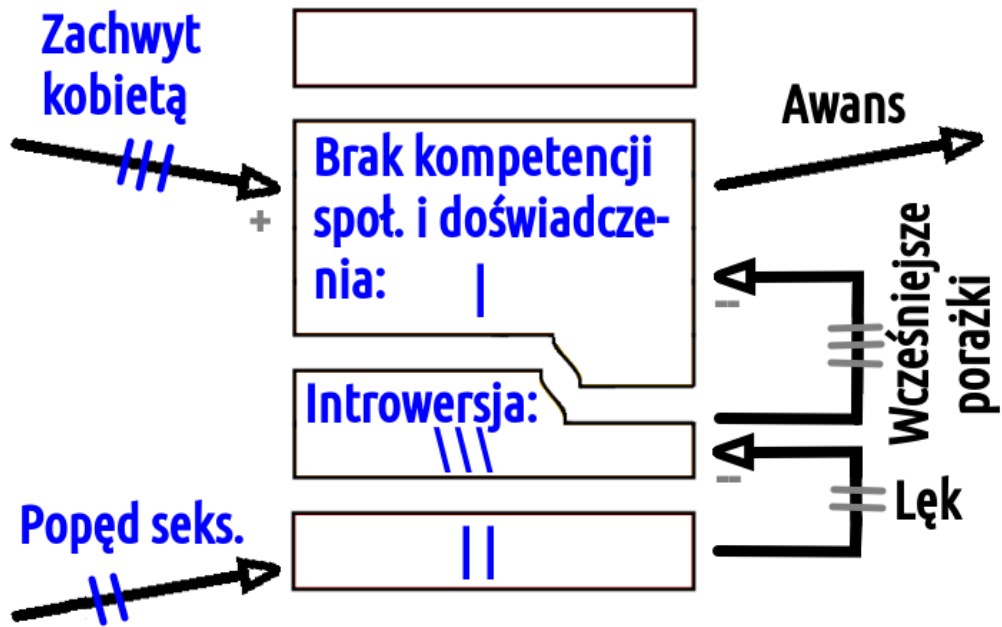 Zachwyt
kobietą
+
Brak kompetencji
społ. i doświadcze-
nia: |
Awans
--
Wcześniejsze
porażki
Introwersja:
\\\
--
Lęk
Popęd seks.
||